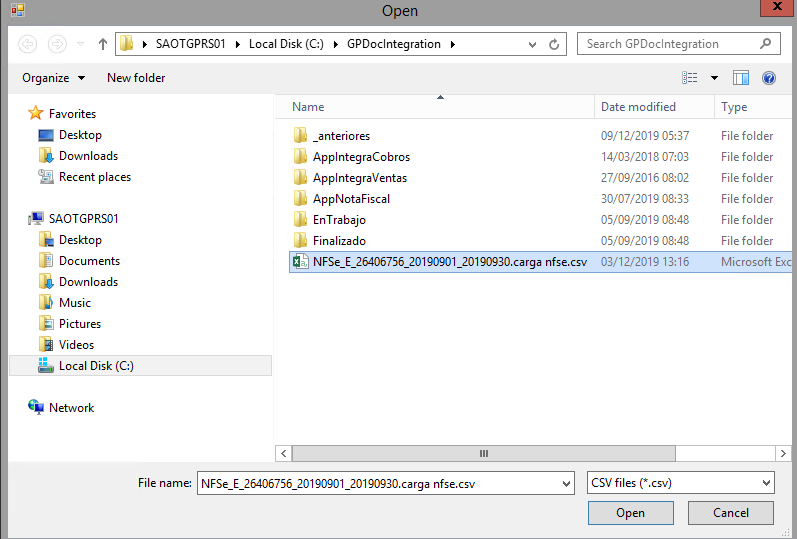 Open
x
SAOTGPRS01 Local Disk (C:) GPDocIntegration Search GPDocIntegration
Organize New folder
Favorites
Desktop
Downloads
Recent places
SAOTGPRS01
Desktop
Documents
Downloads
Music
Pictures
Videos
Local Disk (C:)
Network
Name Date modified Type
_anteriores 09/12/2019 05:37 File folder
AppIntegraCobros 14/03/2018 07:03 File folder
AppIntegraVentas 27/09/2016 08:02 File folder
AppNotaFiscal 30/07/2019 08:33 File folder
EnTrabajo 05/09/2019 08:48 File folder
Finalizado 05/09/2019 08:48 File folder
NFSe_E_26406756_20190901_20190930.carga nfse.csv 03/12/2019 13:16 Microsoft Exc
File name: NFSe_E_26406756_20190901_20190930.carga nfse.csv CSV files (*.csv)
Open Cancel